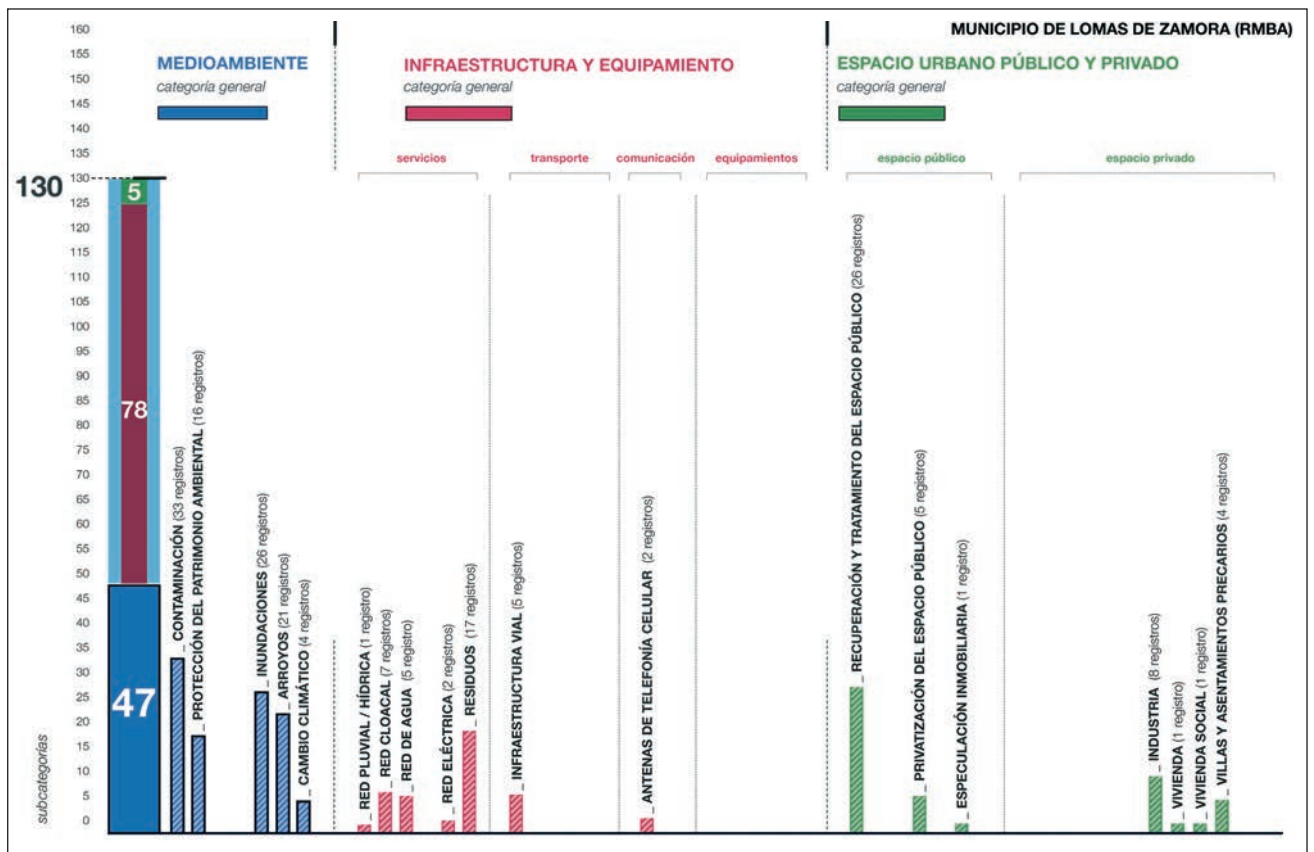 MUNICIPIO DE LOMAS DE ZAMORA (RMBA)
MEDIOAMBIENTE
categoría general
INFRAESTRUCTURA Y EQUIPAMIENTO
categoría general
ESPACIO URBANO PÚBLICO Y PRIVADO
categoría general
servicios
transporte
comunicación
equipamientos
espacio público
espacio privado
160
155
150
145
140
135
130
125
120
115
110
105
100
95
90
85
80
75
70
65
60
55
50
45
40
35
30
25
20
15
10
5
0
subcategorías
130
5
78
47
_ CONTAMINACIÓN (33 registros)
_ PROTECCIÓN DEL PATRIMONIO AMBIENTAL (16 registros)
_ INUNDACIONES (26 registros)
_ ARROYOS (21 registros)
_ CAMBIO CLIMÁTICO (4 registros)
_ RED PLUVIAL / HÍDRICA (1 registro)
_ RED CLOACAL (7 registros)
_ RED DE AGUA (5 registro)
_ RED ELÉCTRICA (2 registros)
_ RESIDUOS (17 registros)
_ INFRAESTRUCTURA VIAL (5 registros)
_ ANTENAS DE TELEFONÍA CELULAR (2 registros)
_ RECUPERACIÓN Y TRATAMIENTO DEL ESPACIO PÚBLICO (26 registros)
_ PRIVATIZACIÓN DEL ESPACIO PÚBLICO (5 registros)
_ ESPECULACIÓN INMOBILIARIA (1 registro)
_ INDUSTRIA (8 registros)
_ VIVIENDA (1 registro)
_ VIVIENDA SOCIAL (1 registro)
_ VILLAS Y ASENTAMIENTOS PRECARIOS (4 registros)